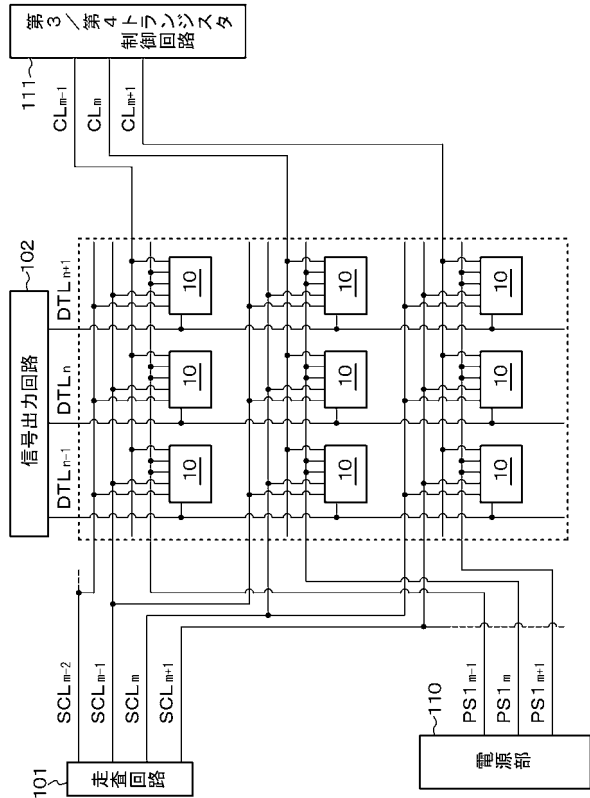 第3／第4トランジスタ
制御回路
111
CLm-1
CLm
CLm+1
102
信号出力回路
DTLn-1
DTLn
DTLn+1
10
10
10
10
10
10
10
10
10
SCLm-2
SCLm-1
SCLm
SCLm+1
101
走査回路
PS1m-1
PS1m
PS1m+1
110
電源部